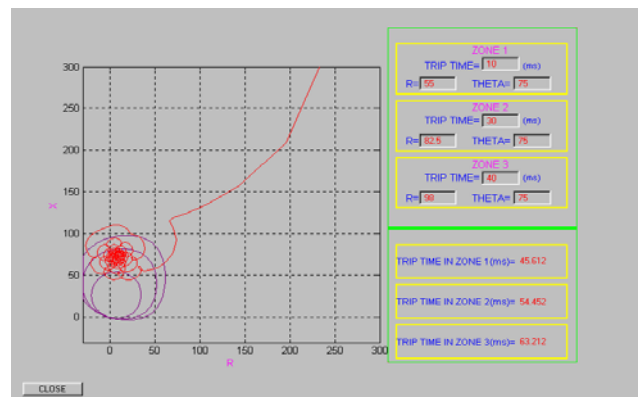 ZONE 1
TRIP TIME= 10 (ms)
R= 55 THETA= 75
ZONE 2
TRIP TIME= 30 (ms)
R= 82.5 THETA= 75
ZONE 3
TRIP TIME= 40 (ms)
R= 98 THETA= 75
TRIP TIME IN ZONE 1(ms)= 45.612
TRIP TIME IN ZONE 2(ms)= 54.452
TRIP TIME IN ZONE 3(ms)= 63.212
300
250
200
150
100
50
0
X
0 50 100 150 200 250 300
R
CLOSE